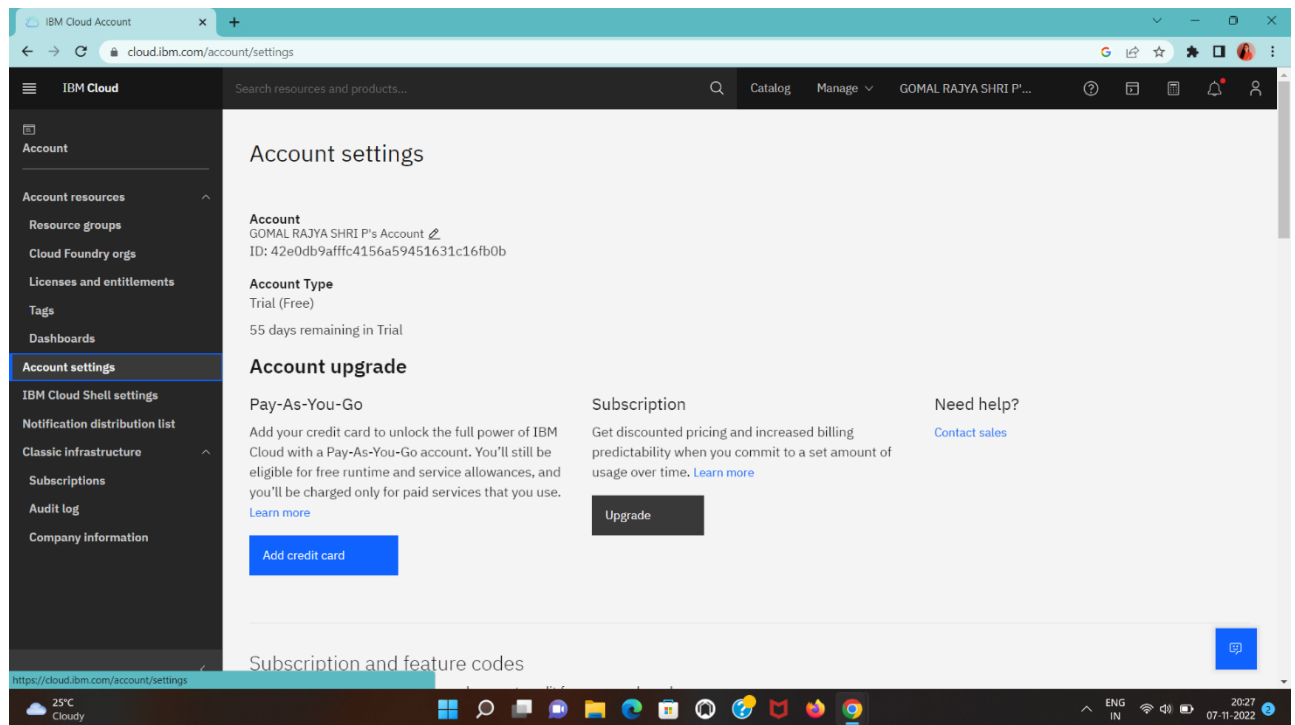 IBM Cloud Account
cloud.ibm.com/account/settings
IBM Cloud
Search resources and products...
Catalog
Manage
GOMAL RAJYA SHRI P'...
Account
Account resources
Resource groups
Cloud Foundry orgs
Licenses and entitlements
Tags
Dashboards
Account settings
IBM Cloud Shell settings
Notification distribution list
Classic infrastructure
Subscriptions
Audit log
Company information
Account settings
Account
GOMAL RAJYA SHRI P's Account
ID: 42e0db9afffc4156a59451631c16fb0b
Account Type
Trial (Free)
55 days remaining in Trial
Account upgrade
Pay-As-You-Go
Add your credit card to unlock the full power of IBM
Cloud with a Pay-As-You-Go account. You'll still be
eligible for free runtime and service allowances, and
you'll be charged only for paid services that you use.
Learn more
Add credit card
Subscription
Get discounted pricing and increased billing
predictability when you commit to a set amount of
usage over time. Learn more
Upgrade
Need help?
Contact sales
Subscription and feature codes
https://cloud.ibm.com/account/settings
25°C
Cloudy
ENG
IN
20:27
07-11-2022
2